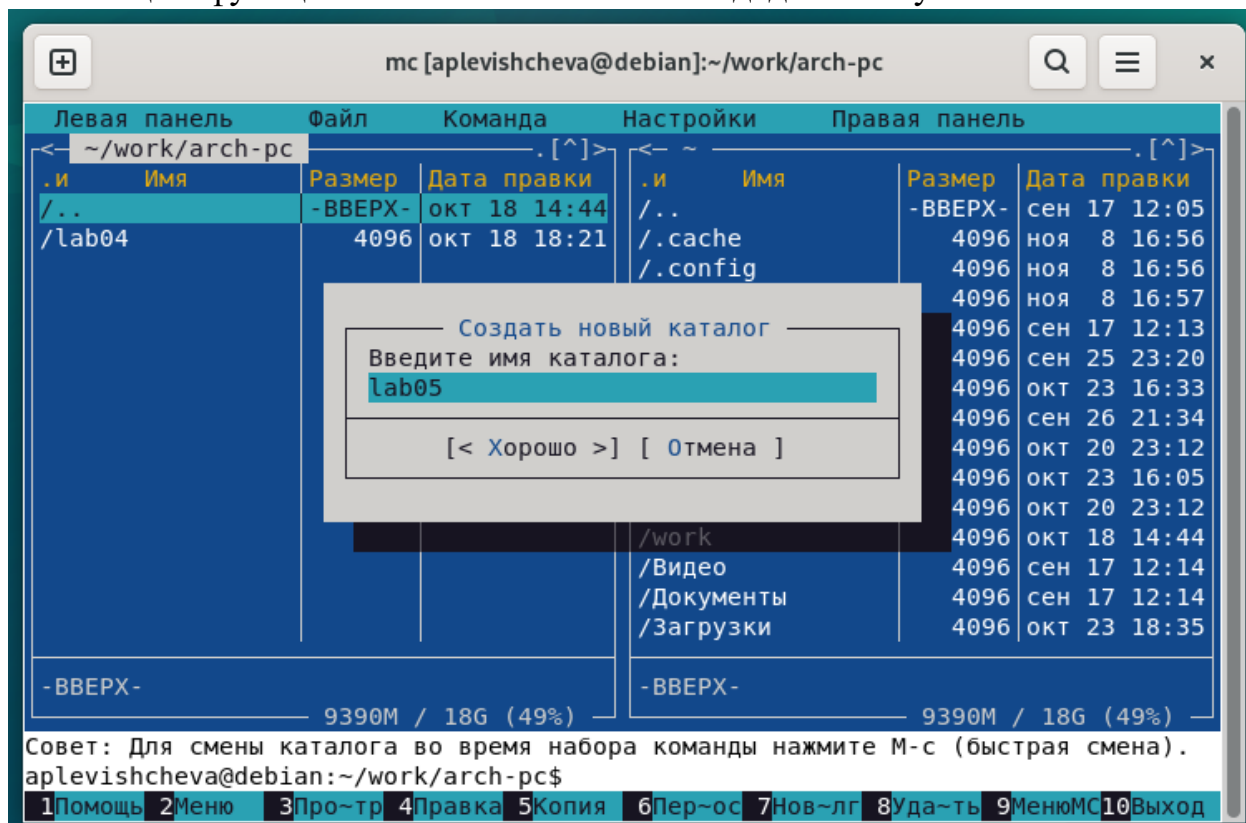 mc [aplevishcheva@debian]:~/work/arch-pc
Левая панель Файл Команда Настройки Правая панель
<— ~/work/arch-pc .[^]> <— ~ .[^]>
.и Имя Размер Дата правки .и Имя Размер Дата правки
/.. -ВВЕРХ- окт 18 14:44 /.. -ВВЕРХ- сен 17 12:05
/lab04 4096 окт 18 18:21 /.cache 4096 ноя 8 16:56
/.config 4096 ноя 8 16:56
4096 ноя 8 16:57
Создать новый каталог 4096 сен 17 12:13
Введите имя каталога: 4096 сен 25 23:20
lab05 4096 окт 23 16:33
4096 сен 26 21:34
[< Хорошо >] [ Отмена ] 4096 окт 20 23:12
4096 окт 23 16:05
4096 окт 20 23:12
/work 4096 окт 18 14:44
/Видео 4096 сен 17 12:14
/Документы 4096 сен 17 12:14
/Загрузки 4096 окт 23 18:35
-ВВЕРХ- -ВВЕРХ-
9390M / 18G (49%) 9390M / 18G (49%)
Совет: Для смены каталога во время набора команды нажмите M-c (быстрая смена).
aplevishcheva@debian:~/work/arch-pc$
1Помощь 2Меню 3Про~тр 4Правка 5Копия 6Пер~ос 7Нов~лг 8Уда~ть 9МенюMC10Выход